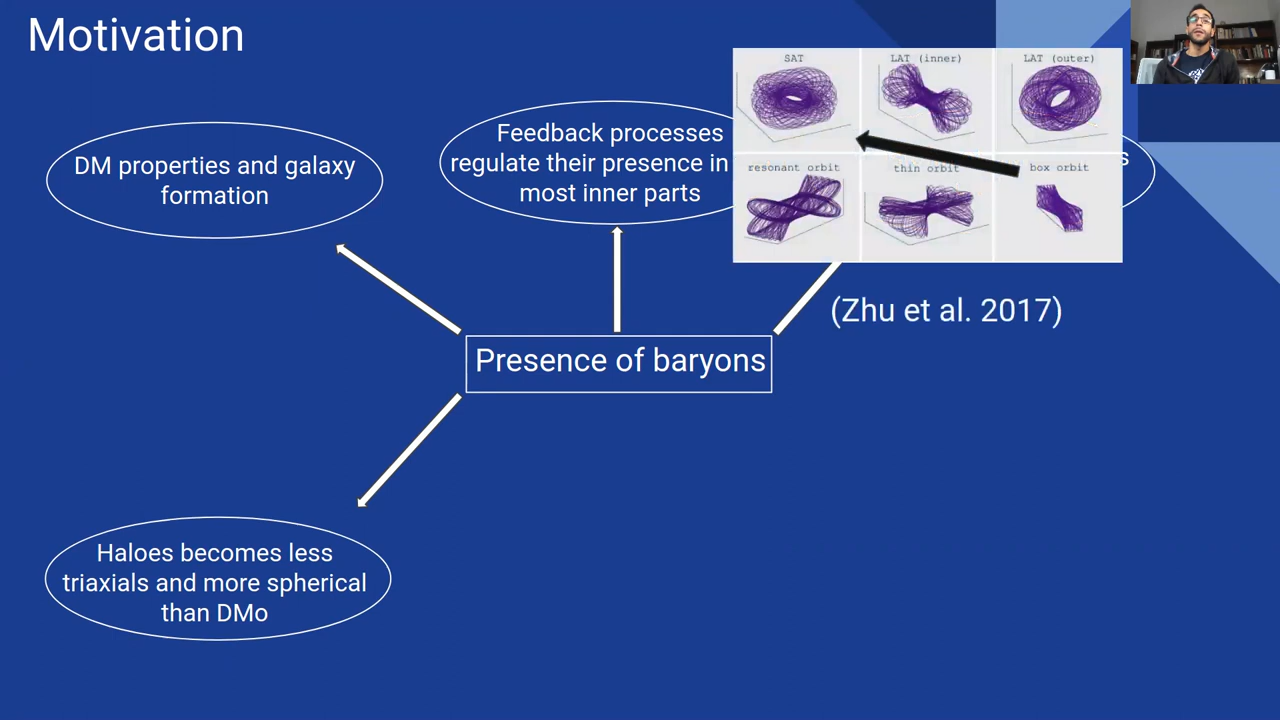 Motivation
DM properties and galaxy
formation
Feedback processes
regulate their presence in
most inner parts
SAT
LAT (inner)
LAT (outer)
resonant orbit
thin orbit
box orbit
(Zhu et al. 2017)
Presence of baryons
Haloes becomes less
triaxials and more spherical
than DMo